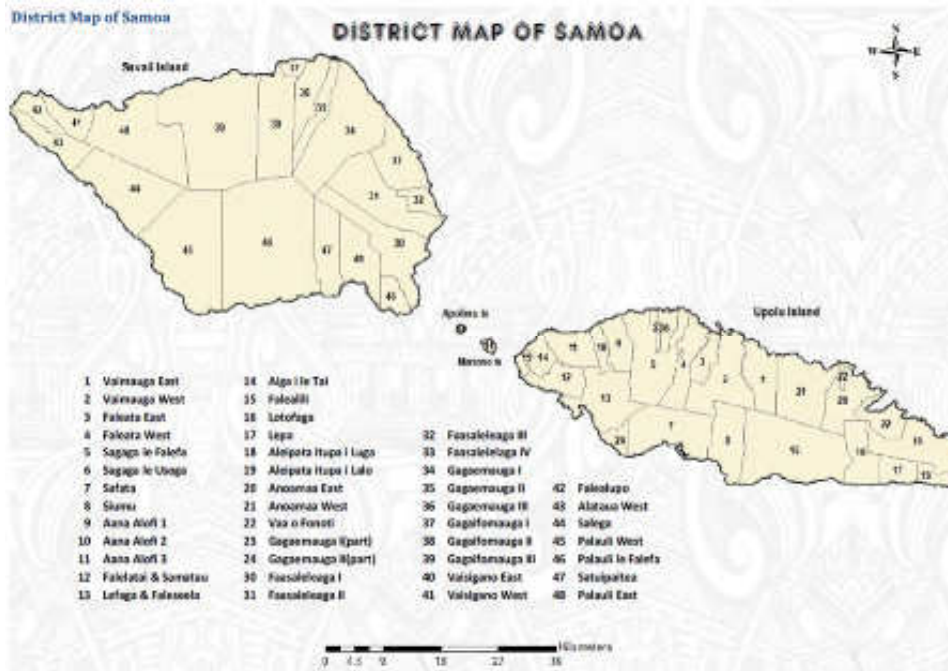 District Map of Samoa
DISTRICT MAP OF SAMOA
Savaii Island
Apolima Is
Manono Is
Upolu Island
1 Vaimauga East
2 Vaimauga West
3 Faleata East
4 Faleata West
5 Sagaga le Falefa
6 Sagaga le Usoga
7 Safata
8 Siumu
9 Aana Alofi 1
10 Aana Alofi 2
11 Aana Alofi 3
12 Falelatai & Samatau
13 Lefaga & Faleseela
14 Aiga i le Tai
15 Falealili
16 Lotofaga
17 Lepa
18 Aleipata Itupa i Luga
19 Aleipata Itupa i Lalo
20 Anoamaa East
21 Anoamaa West
22 Vaa o Fonoti
23 Gagaemauga I(part)
24 Gagaemauga II(part)
30 Faasaleleaga I
31 Faasaleleaga II
32 Faasaleleaga III
33 Faasaleleaga IV
34 Gagaemauga I
35 Gagaemauga II
36 Gagaemauga III
37 Gagaifomauga I
38 Gagaifomauga II
39 Gagaifomauga III
40 Vaisigano East
41 Vaisigano West
42 Falealupo
43 Alataua West
44 Salega
45 Palauli West
46 Palauli le Falefa
47 Satupaitea
48 Palauli East
Kilometers
0 4.5 9 18 27 36